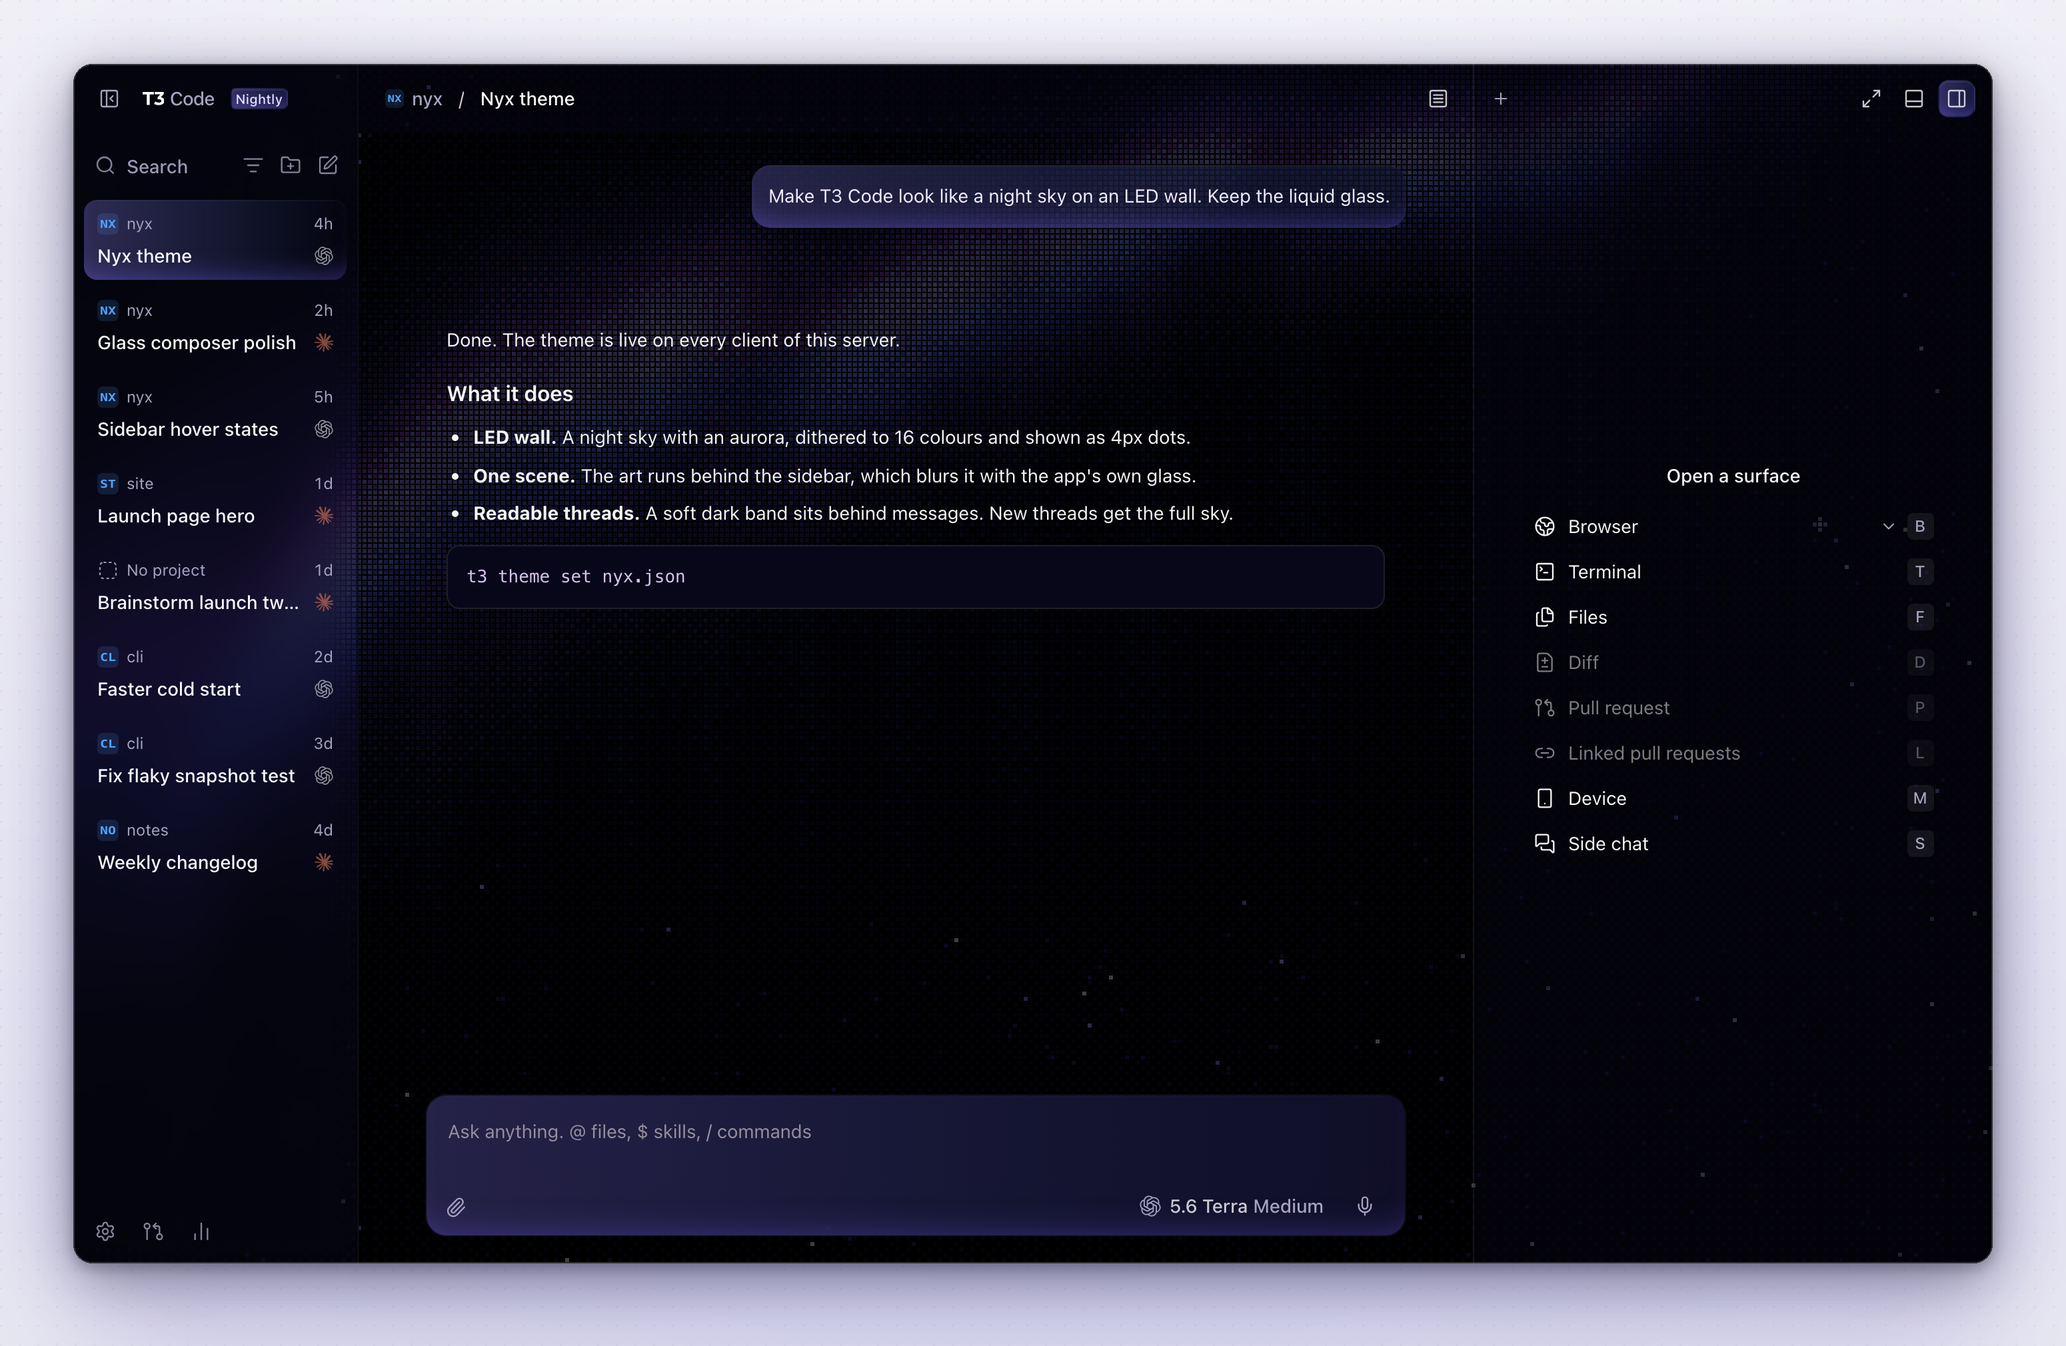 T3 Code Nightly
Search
NX nyx 4h
Nyx theme
NX nyx 2h
Glass composer polish
NX nyx 5h
Sidebar hover states
ST site 1d
Launch page hero
No project 1d
Brainstorm launch tw...
CL cli 2d
Faster cold start
CL cli 3d
Fix flaky snapshot test
NO notes 4d
Weekly changelog
NX nyx / Nyx theme
Make T3 Code look like a night sky on an LED wall. Keep the liquid glass.
Done. The theme is live on every client of this server.
What it does
• LED wall. A night sky with an aurora, dithered to 16 colours and shown as 4px dots.
• One scene. The art runs behind the sidebar, which blurs it with the app's own glass.
• Readable threads. A soft dark band sits behind messages. New threads get the full sky.
t3 theme set nyx.json
Ask anything. @ files, $ skills, / commands
5.6 Terra Medium
Open a surface
Browser B
Terminal T
Files F
Diff D
Pull request P
Linked pull requests L
Device M
Side chat S